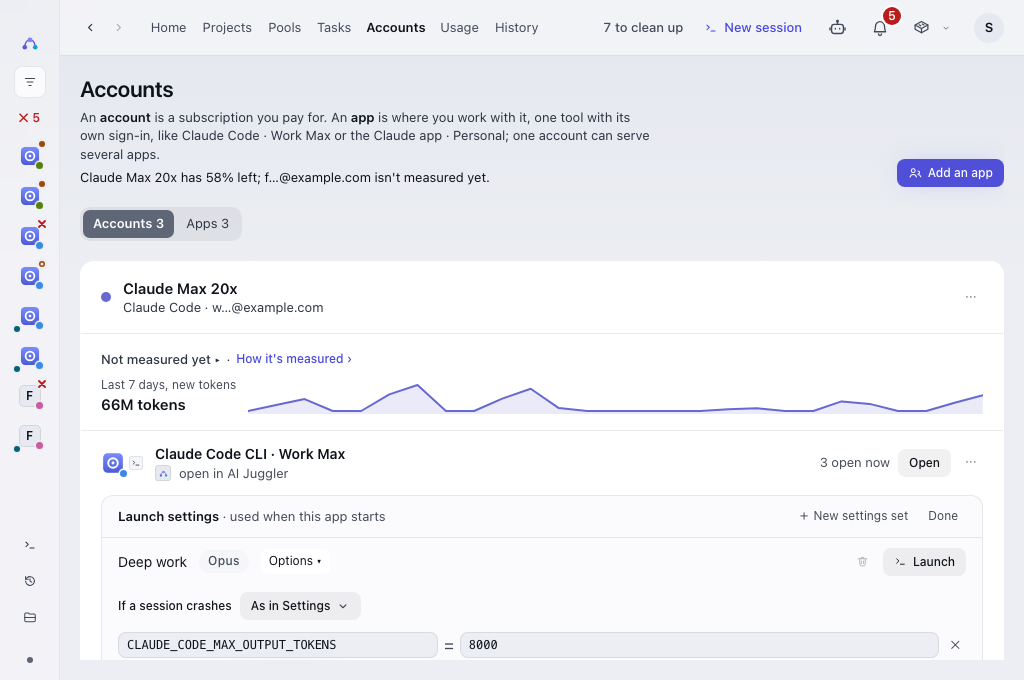 Home Projects Pools Tasks Accounts Usage History 7 to clean up New session 5 S
5
F
F
Accounts
An account is a subscription you pay for. An app is where you work with it, one tool with its
own sign-in, like Claude Code · Work Max or the Claude app · Personal; one account can serve
several apps.
Claude Max 20x has 58% left; f...@example.com isn't measured yet.
Add an app
Accounts 3 Apps 3
Claude Max 20x
Claude Code · w...@example.com
Not measured yet · How it's measured ›
Last 7 days, new tokens
66M tokens
Claude Code CLI · Work Max
open in AI Juggler
3 open now Open
Launch settings · used when this app starts
+ New settings set Done
Deep work Opus Options Launch
If a session crashes As in Settings
CLAUDE_CODE_MAX_OUTPUT_TOKENS = 8000